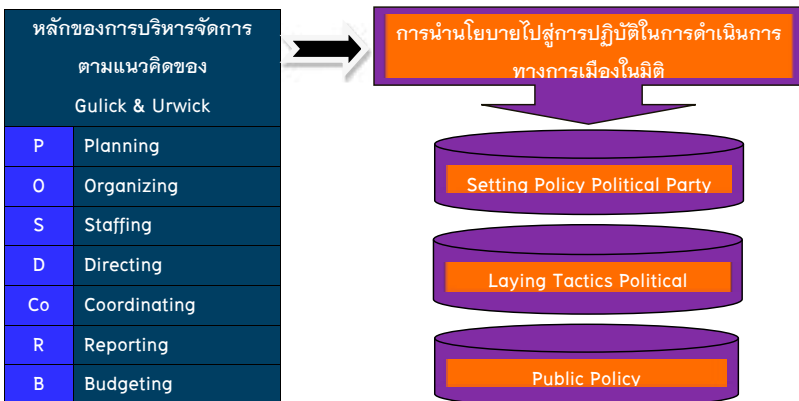 หลักของการบริหารจัดการ
ตามแนวคิดของ
Gulick & Urwick
P Planning
O Organizing
S Staffing
D Directing
Co Coordinating
R Reporting
B Budgeting
การนำนโยบายไปสู่การปฏิบัติในการดำเนินการ
ทางการเมืองในมิติ
Setting Policy Political Party
Laying Tactics Political
Public Policy